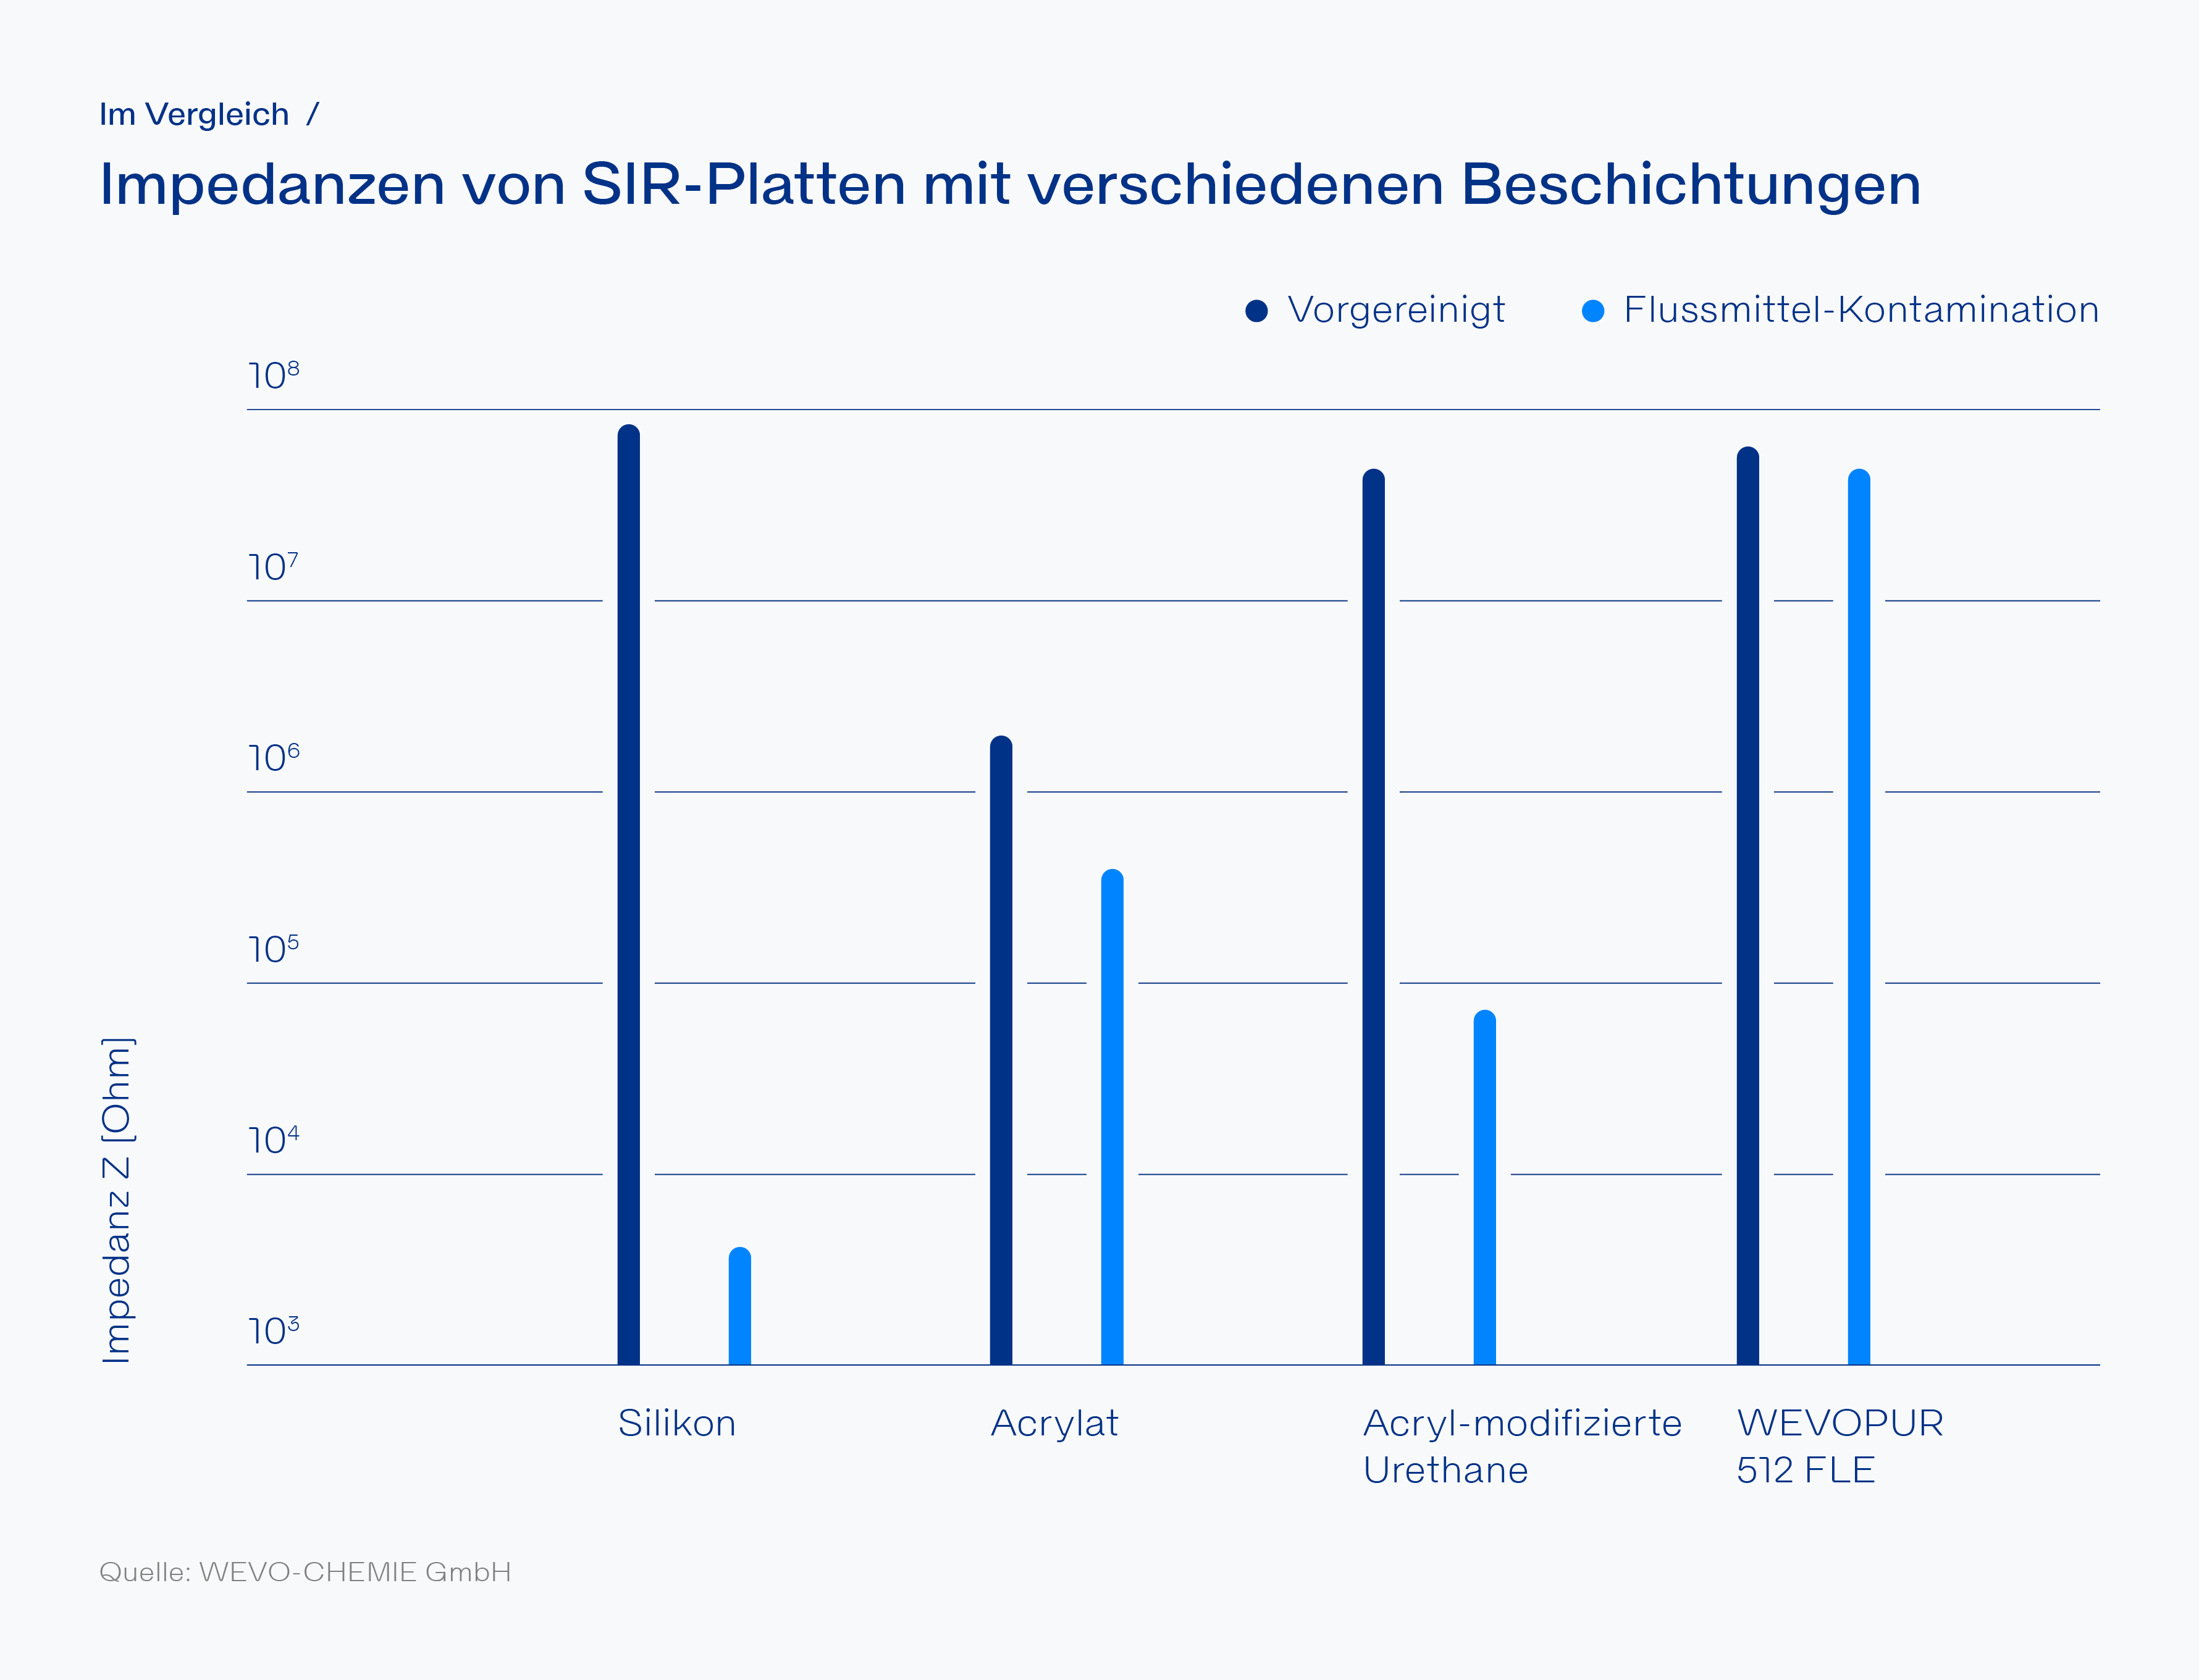 Im Vergleich /
Impedanzen von SIR-Platten mit verschiedenen Beschichtungen
Vorgereinigt
Flussmittel-Kontamination
10⁸
10⁷
10⁶
10⁵
10⁴
10³
Impedanz Z [Ohm]
Silikon
Acrylat
Acryl-modifizierte
Urethane
WEVOPUR
512 FLE
Quelle: WEVO-CHEMIE GmbH